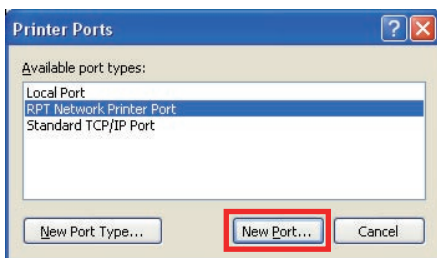 Printer Ports
Available port types:
Local Port
RPT Network Printer Port
Standard TCP/IP Port
New Port Type... New Port... Cancel